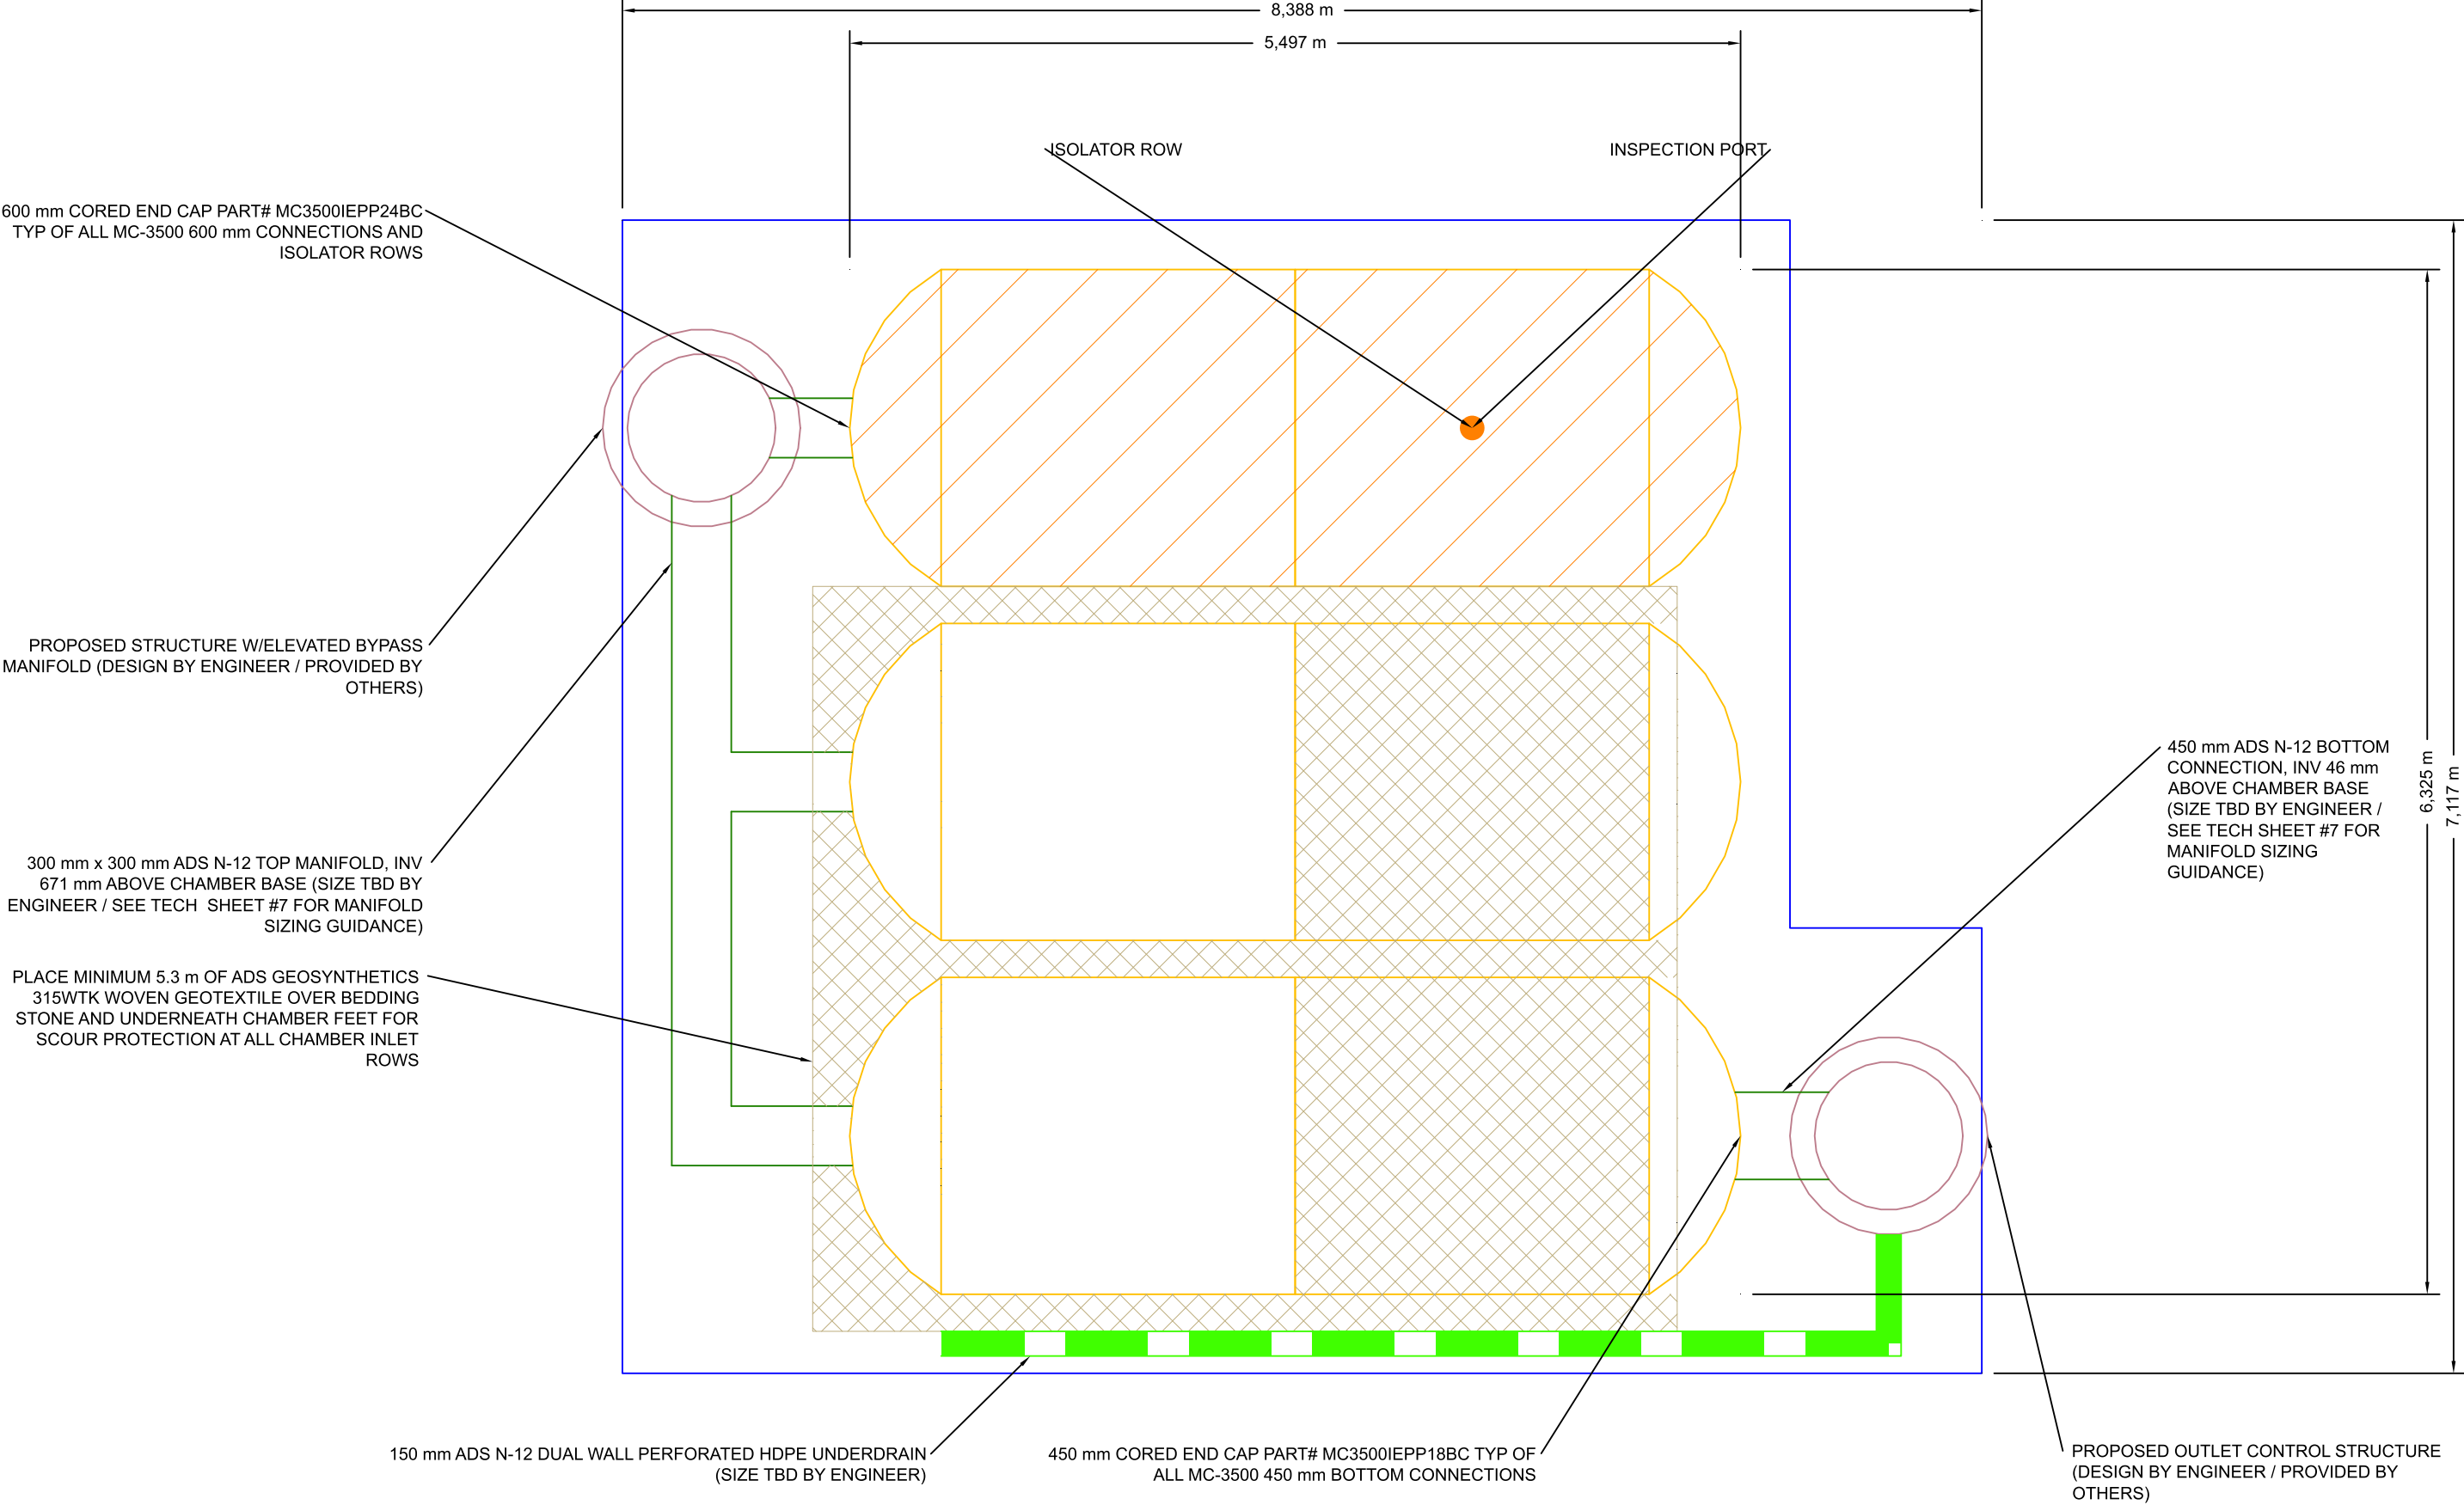 8,388 m
5,497 m
ISOLATOR ROW
INSPECTION PORT
600 mm CORED END CAP PART# MC3500IEPP24BC
TYP OF ALL MC-3500 600 mm CONNECTIONS AND
ISOLATOR ROWS
PROPOSED STRUCTURE W/ELEVATED BYPASS
MANIFOLD (DESIGN BY ENGINEER / PROVIDED BY
OTHERS)
450 mm ADS N-12 BOTTOM
CONNECTION, INV 46 mm
ABOVE CHAMBER BASE
(SIZE TBD BY ENGINEER /
SEE TECH SHEET #7 FOR
MANIFOLD SIZING
GUIDANCE)
6,325 m
7,117 m
300 mm x 300 mm ADS N-12 TOP MANIFOLD, INV
671 mm ABOVE CHAMBER BASE (SIZE TBD BY
ENGINEER / SEE TECH  SHEET #7 FOR MANIFOLD
SIZING GUIDANCE)
PLACE MINIMUM 5.3 m OF ADS GEOSYNTHETICS
315WTK WOVEN GEOTEXTILE OVER BEDDING
STONE AND UNDERNEATH CHAMBER FEET FOR
SCOUR PROTECTION AT ALL CHAMBER INLET
ROWS
150 mm ADS N-12 DUAL WALL PERFORATED HDPE UNDERDRAIN
(SIZE TBD BY ENGINEER)
450 mm CORED END CAP PART# MC3500IEPP18BC TYP OF
ALL MC-3500 450 mm BOTTOM CONNECTIONS
PROPOSED OUTLET CONTROL STRUCTURE
(DESIGN BY ENGINEER / PROVIDED BY
OTHERS)